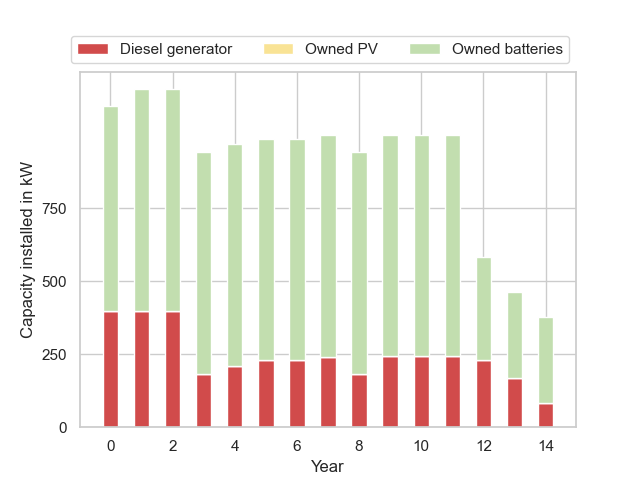 Diesel generator Owned PV Owned batteries
Capacity installed in kW
750
500
250
0
0 2 4 6 8 10 12 14
Year